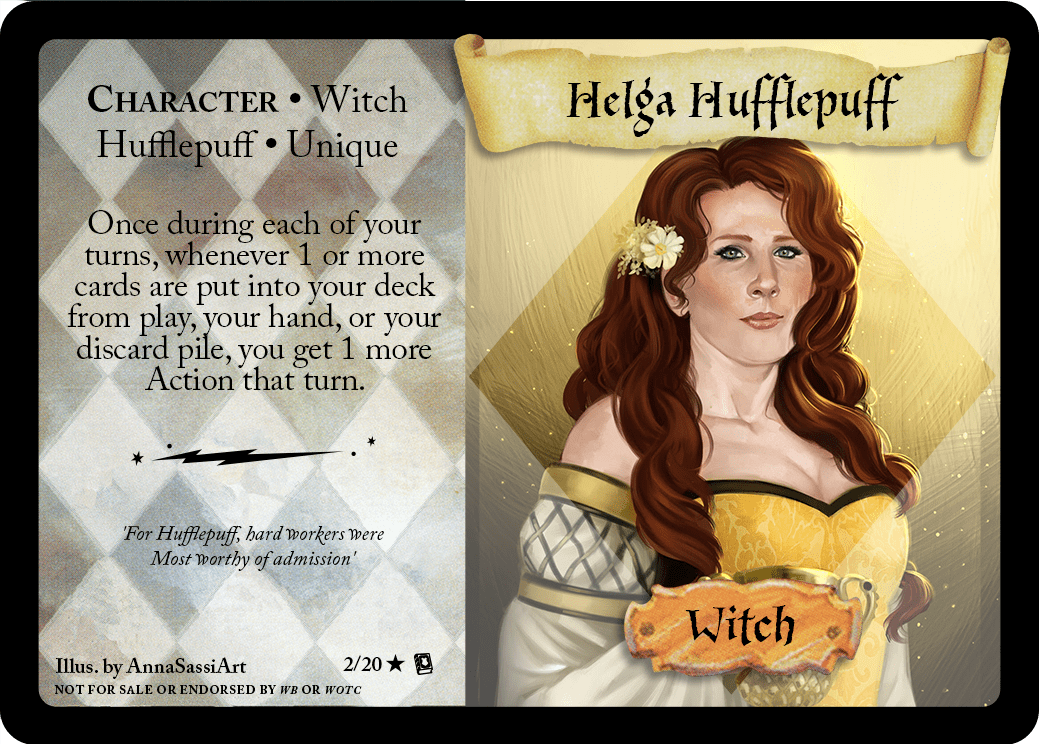 CHARACTER • Witch
Hufflepuff • Unique
Once during each of your
turns, whenever 1 or more
cards are put into your deck
from play, your hand, or your
discard pile, you get 1 more
Action that turn.
'For Hufflepuff, hard workers were
Most worthy of admission'
Illus. by AnnaSassiArt
2/20 ★
NOT FOR SALE OR ENDORSED BY WB OR WOTC
Helga Hufflepuff
Witch